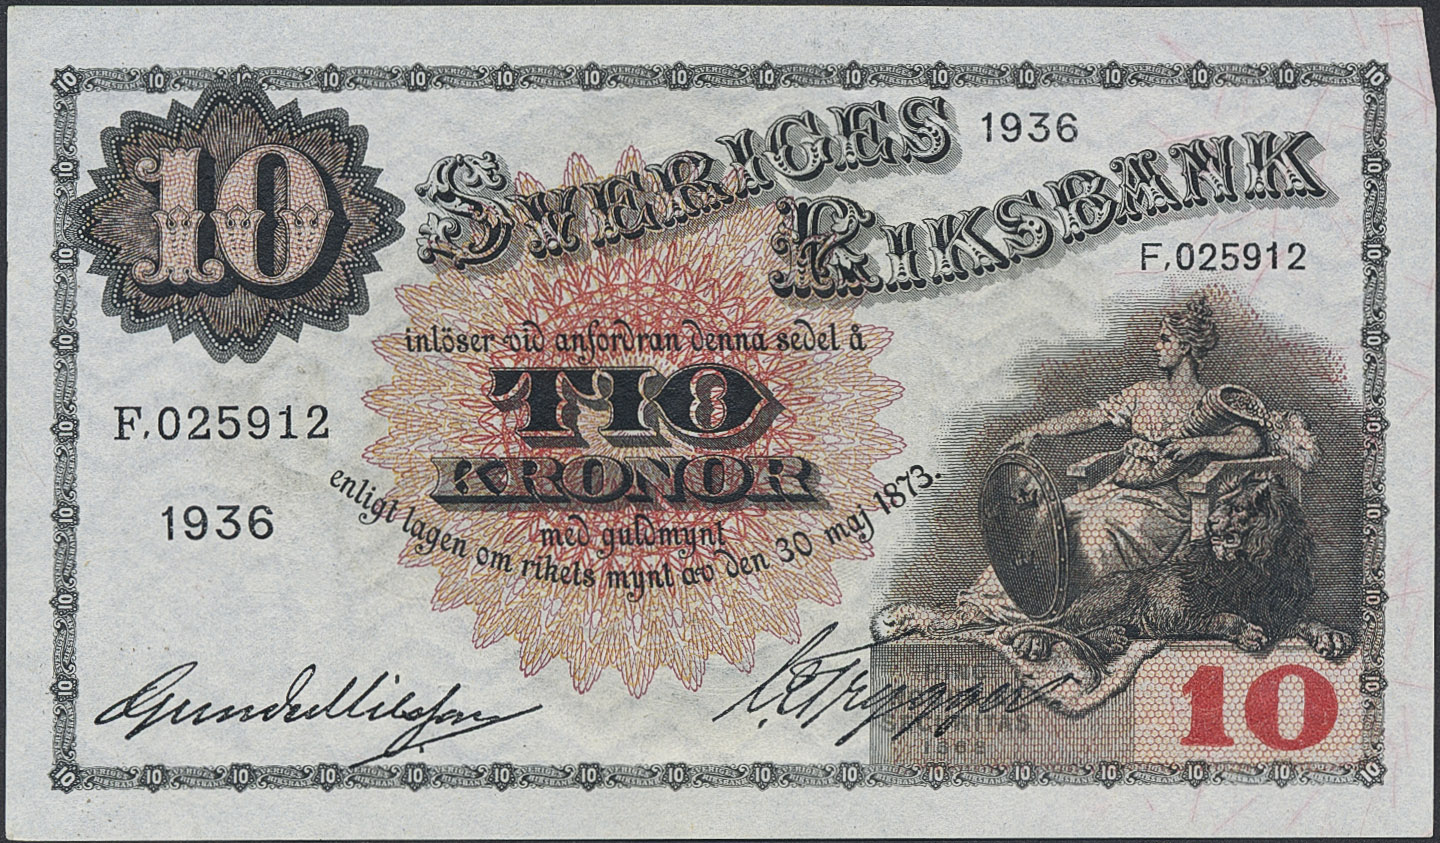 10
SVERIGES 1936
RIKSBANK
F,025912
inlöser vid anfordran denna sedel å
TIO
KRONOR
F,025912
med guldmynt
enligt lagen om rikets mynt av den 30 maj 1873.
1936
10